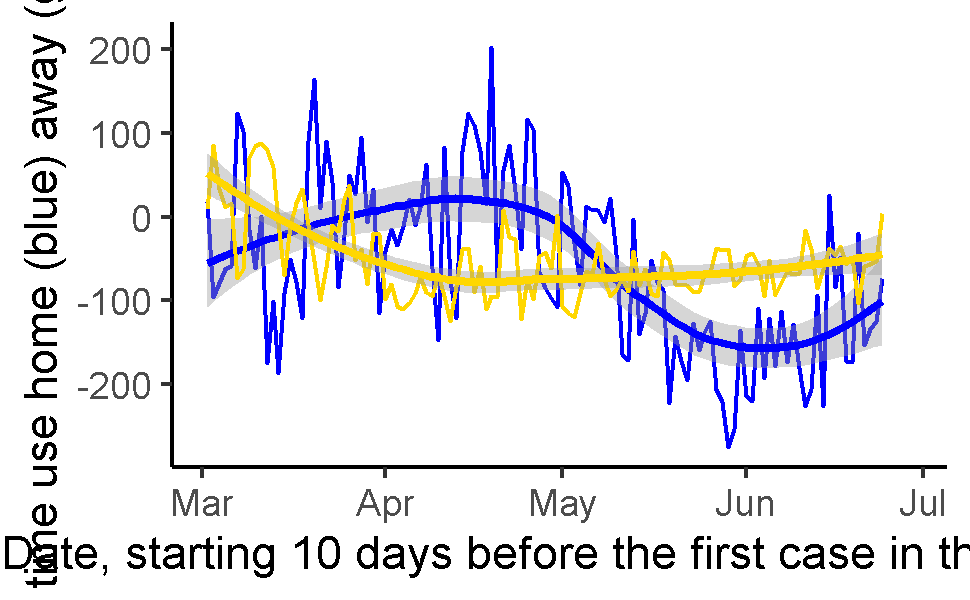 time use home (blue) away (
200
100
0
-100
-200
Mar Apr May Jun Jul
Date, starting 10 days before the first case in th